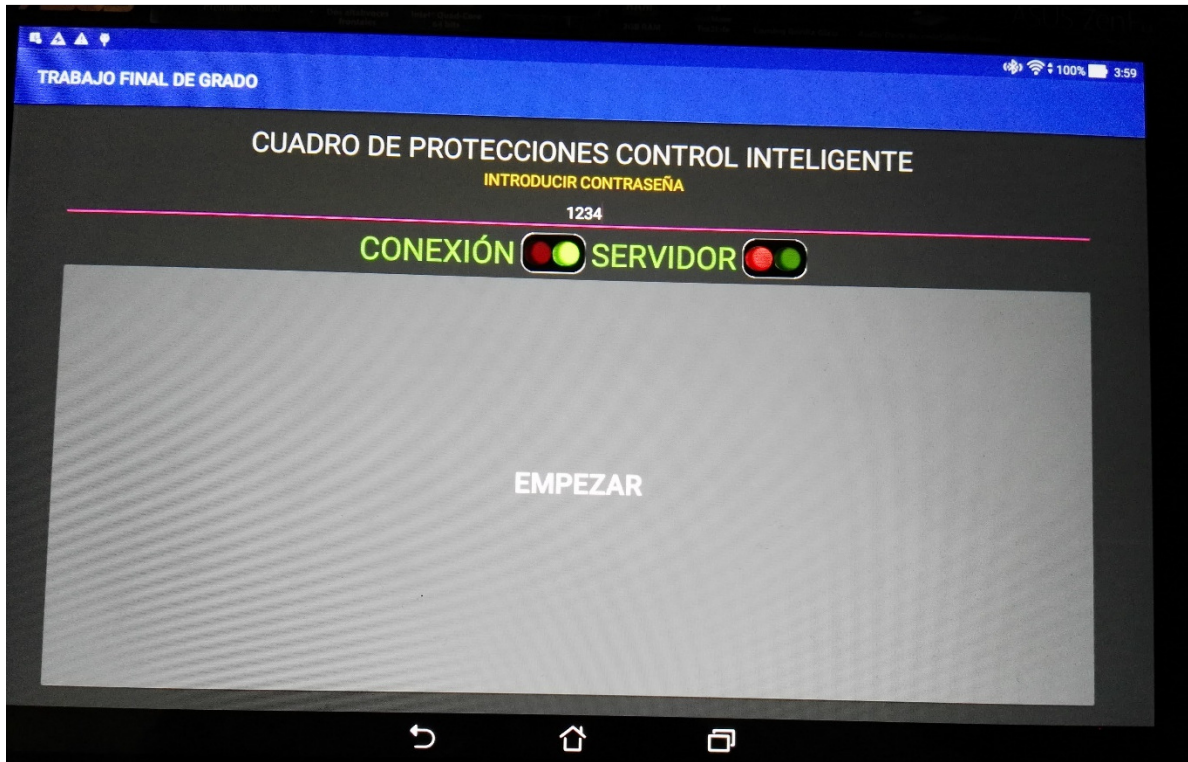 100% 3:59
TRABAJO FINAL DE GRADO
CUADRO DE PROTECCIONES CONTROL INTELIGENTE
INTRODUCIR CONTRASEÑA
1234
CONEXIÓN SERVIDOR
EMPEZAR